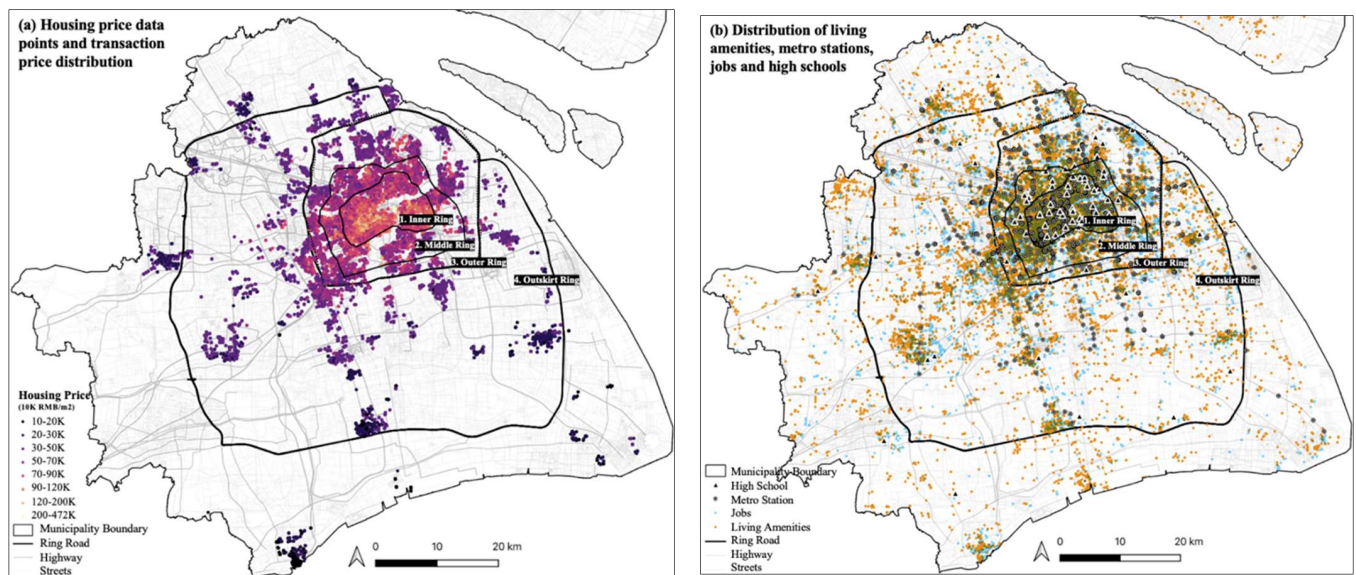 (a) Housing price data
points and transaction
price distribution
1. Inner Ring
2. Middle Ring
3. Outer Ring
4. Outskirt Ring
Housing Price
(10K RMB/m2)
10-20K
20-30K
30-50K
50-70K
70-90K
90-120K
120-200K
200-472K
Municipality Boundary
Ring Road
Highway
Streets
0 10 20 km
(b) Distribution of living
amenities, metro stations,
jobs and high schools
1. Inner Ring
2. Middle Ring
3. Outer Ring
4. Outskirt Ring
Municipality Boundary
High School
Metro Station
Jobs
Living Amenities
Ring Road
Highway
Streets
0 10 20 km